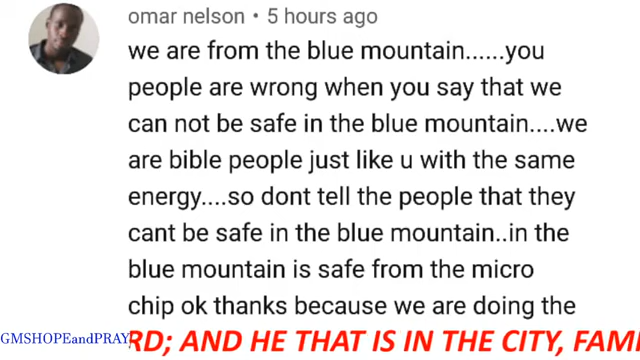 omar nelson • 5 hours ago
we are from the blue mountain......you
people are wrong when you say that we
can not be safe in the blue mountain....we
are bible people just like u with the same
energy....so dont tell the people that they
cant be safe in the blue mountain..in the
blue mountain is safe from the micro
chip ok thanks because we are doing the
GMSHOPEandPRAY, RD; AND HE THAT IS IN THE CITY, FAMI